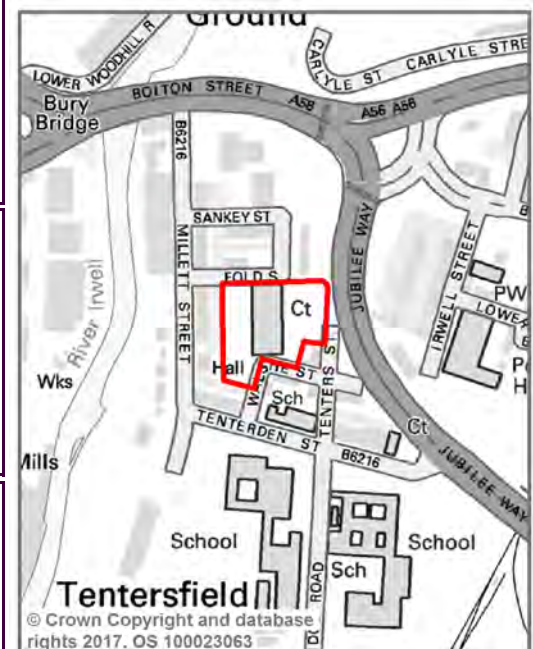 Ground
CARLYLE ST
CARLYLE STRE
LOWER WOODHILL R
BOLTON STREET
A58
A56 A56
Bury
Bridge
B6216
SANKEY ST
MILLETT STREET
JUBILEE WAY
IRWELL STREET
FOLD S
PW
LOWE
River Irwell
Ct
Hall
TENTERS ST
Wks
Sch
Ct
TENTERDEN ST
B6216
JUBILEE WAY
Mills
School
School
Sch
ROAD
Tentersfield
© Crown Copyright and database
rights 2017. OS 100023063